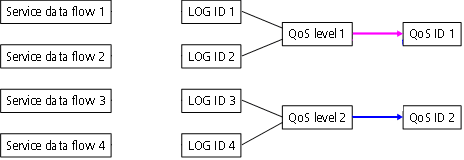 Service data flow 1 LOG ID 1 QoS level 1 QoS ID 1
Service data flow 2 LOG ID 2
Service data flow 3 LOG ID 3 QoS level 2 QoS ID 2
Service data flow 4 LOG ID 4